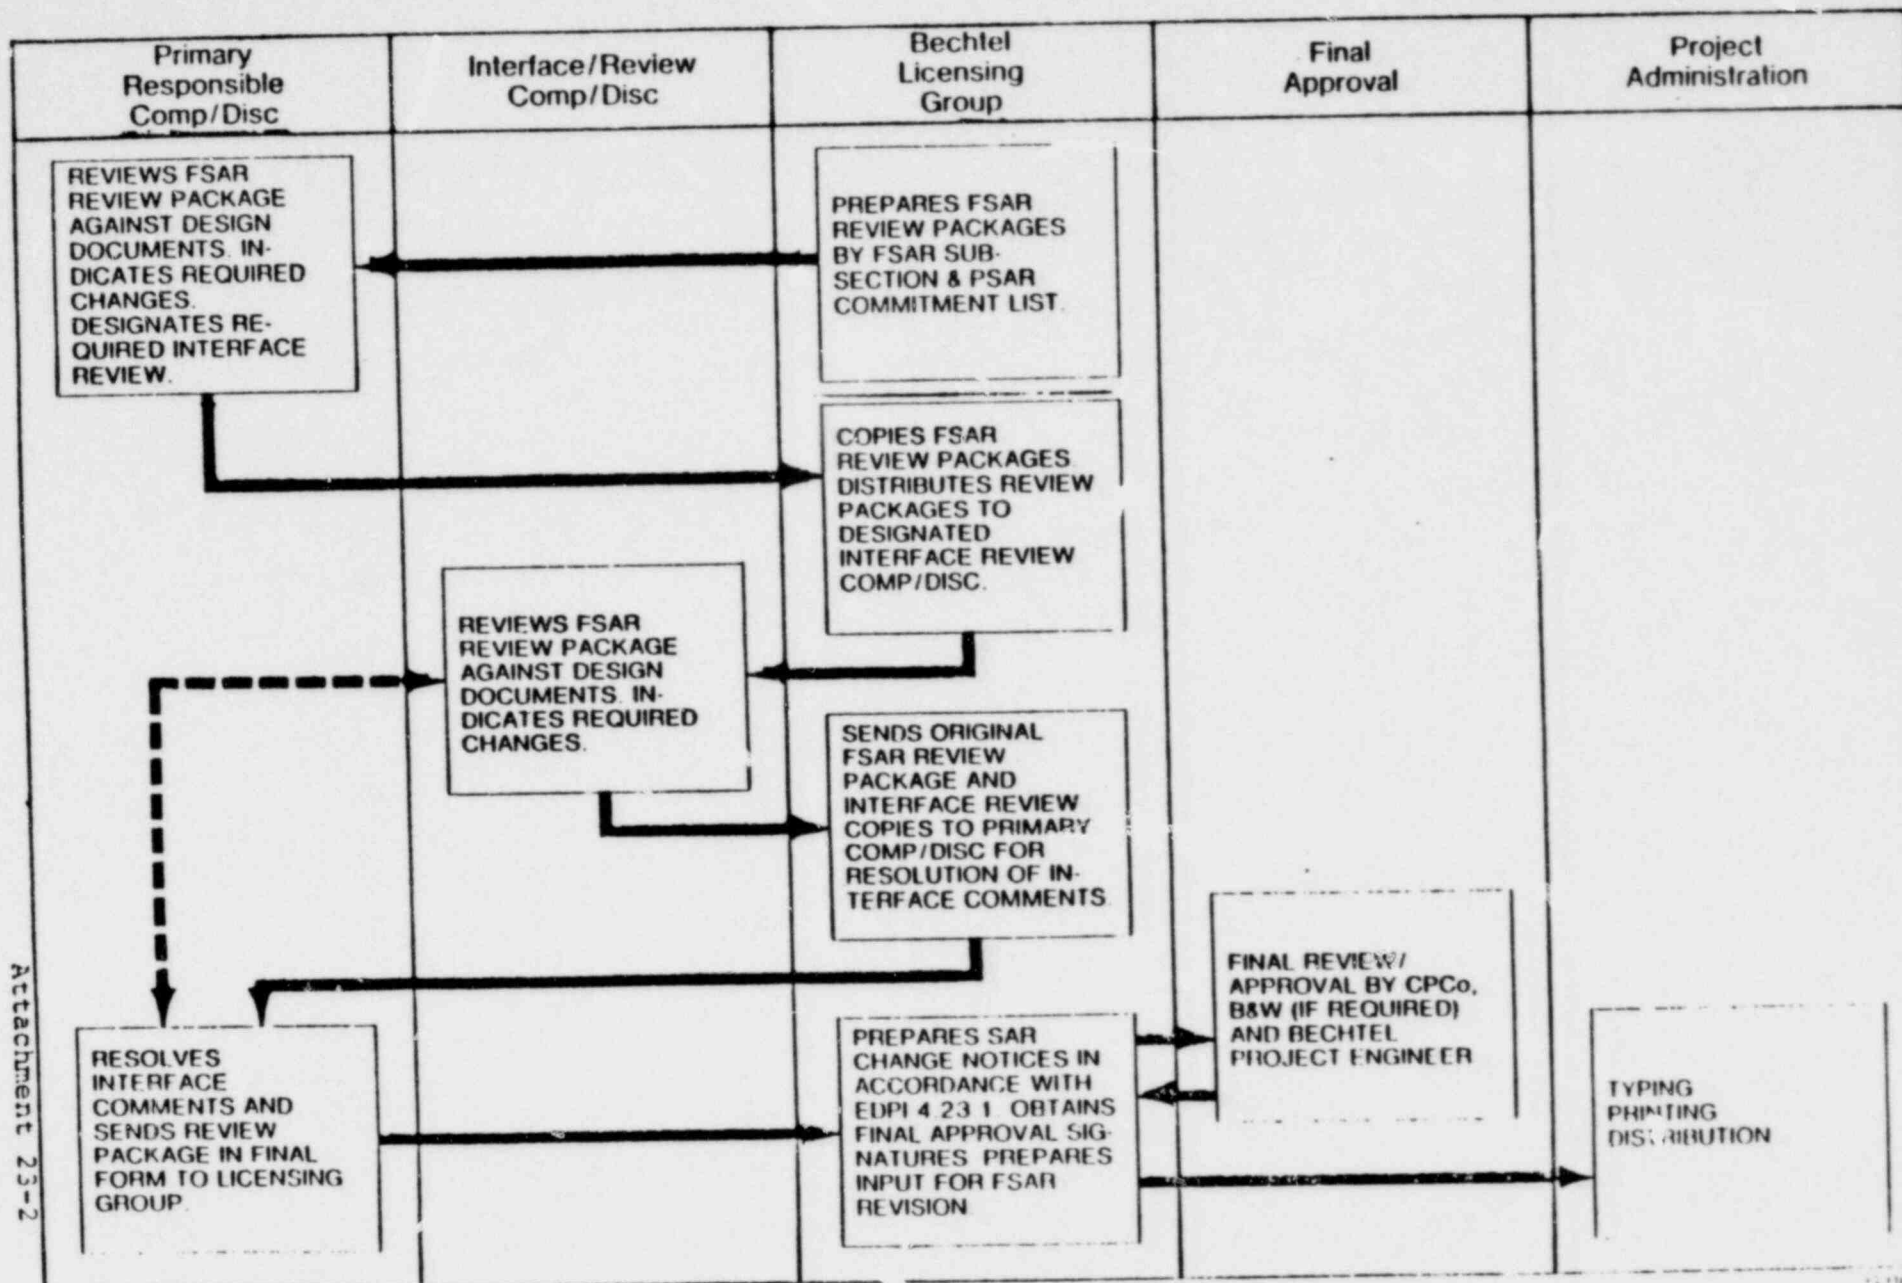 Primary
Responsible
Comp/Disc
Interface/Review
Comp/Disc
Bechtel
Licensing
Group
Final
Approval
Project
Administration
REVIEWS FSAR
REVIEW PACKAGE
AGAINST DESIGN
DOCUMENTS. IN-
DICATES REQUIRED
CHANGES.
DESIGNATES RE-
QUIRED INTERFACE
REVIEW.
PREPARES FSAR
REVIEW PACKAGES
BY FSAR SUB-
SECTION & PSAR
COMMITMENT LIST.
COPIES FSAR
REVIEW PACKAGES
DISTRIBUTES REVIEW
PACKAGES TO
DESIGNATED
INTERFACE REVIEW
COMP/DISC.
REVIEWS FSAR
REVIEW PACKAGE
AGAINST DESIGN
DOCUMENTS. IN-
DICATES REQUIRED
CHANGES.
SENDS ORIGINAL
FSAR REVIEW
PACKAGE AND
INTERFACE REVIEW
COPIES TO PRIMARY
COMP/DISC FOR
RESOLUTION OF IN-
TERFACE COMMENTS
RESOLVES
INTERFACE
COMMENTS AND
SENDS REVIEW
PACKAGE IN FINAL
FORM TO LICENSING
GROUP.
PREPARES SAR
CHANGE NOTICES IN
ACCORDANCE WITH
EDPI 4.23.1. OBTAINS
FINAL APPROVAL SIG-
NATURES. PREPARES
INPUT FOR FSAR
REVISION
FINAL REVIEW/
APPROVAL BY CPCo,
B&W (IF REQUIRED)
AND BECHTEL
PROJECT ENGINEER
TYPING
PRINTING
DISTRIBUTION
Attachment 23-2